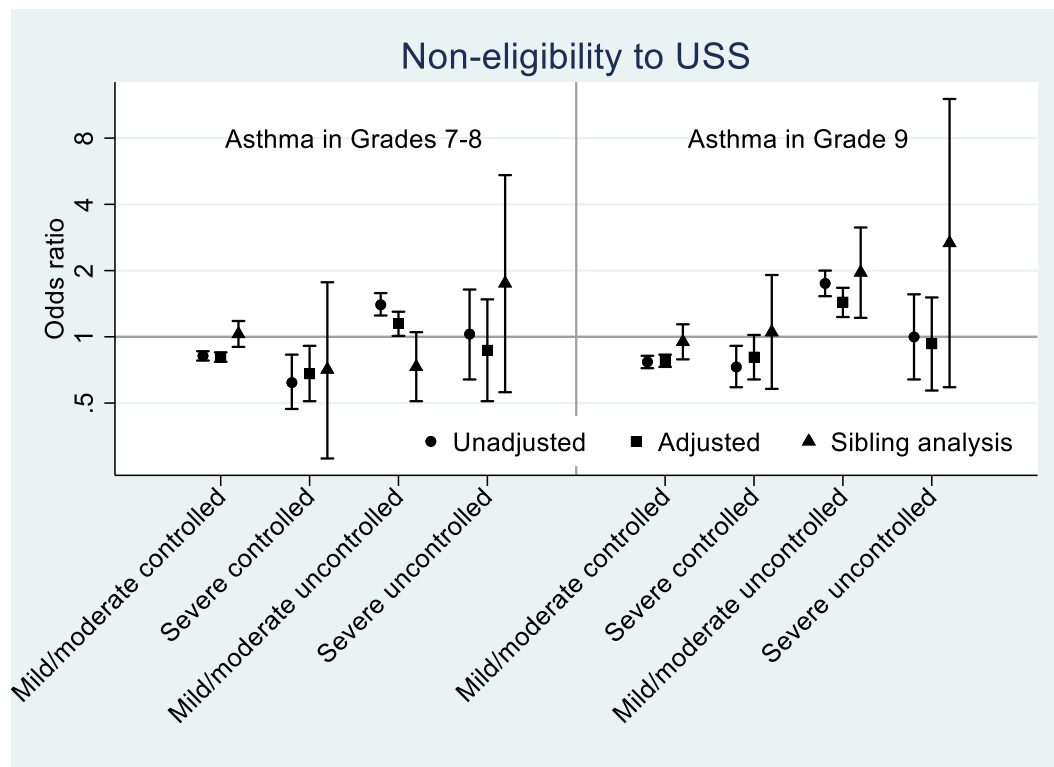 Non-eligibility to USS
Asthma in Grades 7-8
Asthma in Grade 9
Odds ratio
8
4
2
1
.5
Unadjusted
Adjusted
Sibling analysis
Mild/moderate controlled
Severe controlled
Mild/moderate uncontrolled
Severe uncontrolled
Mild/moderate controlled
Severe controlled
Mild/moderate uncontrolled
Severe uncontrolled